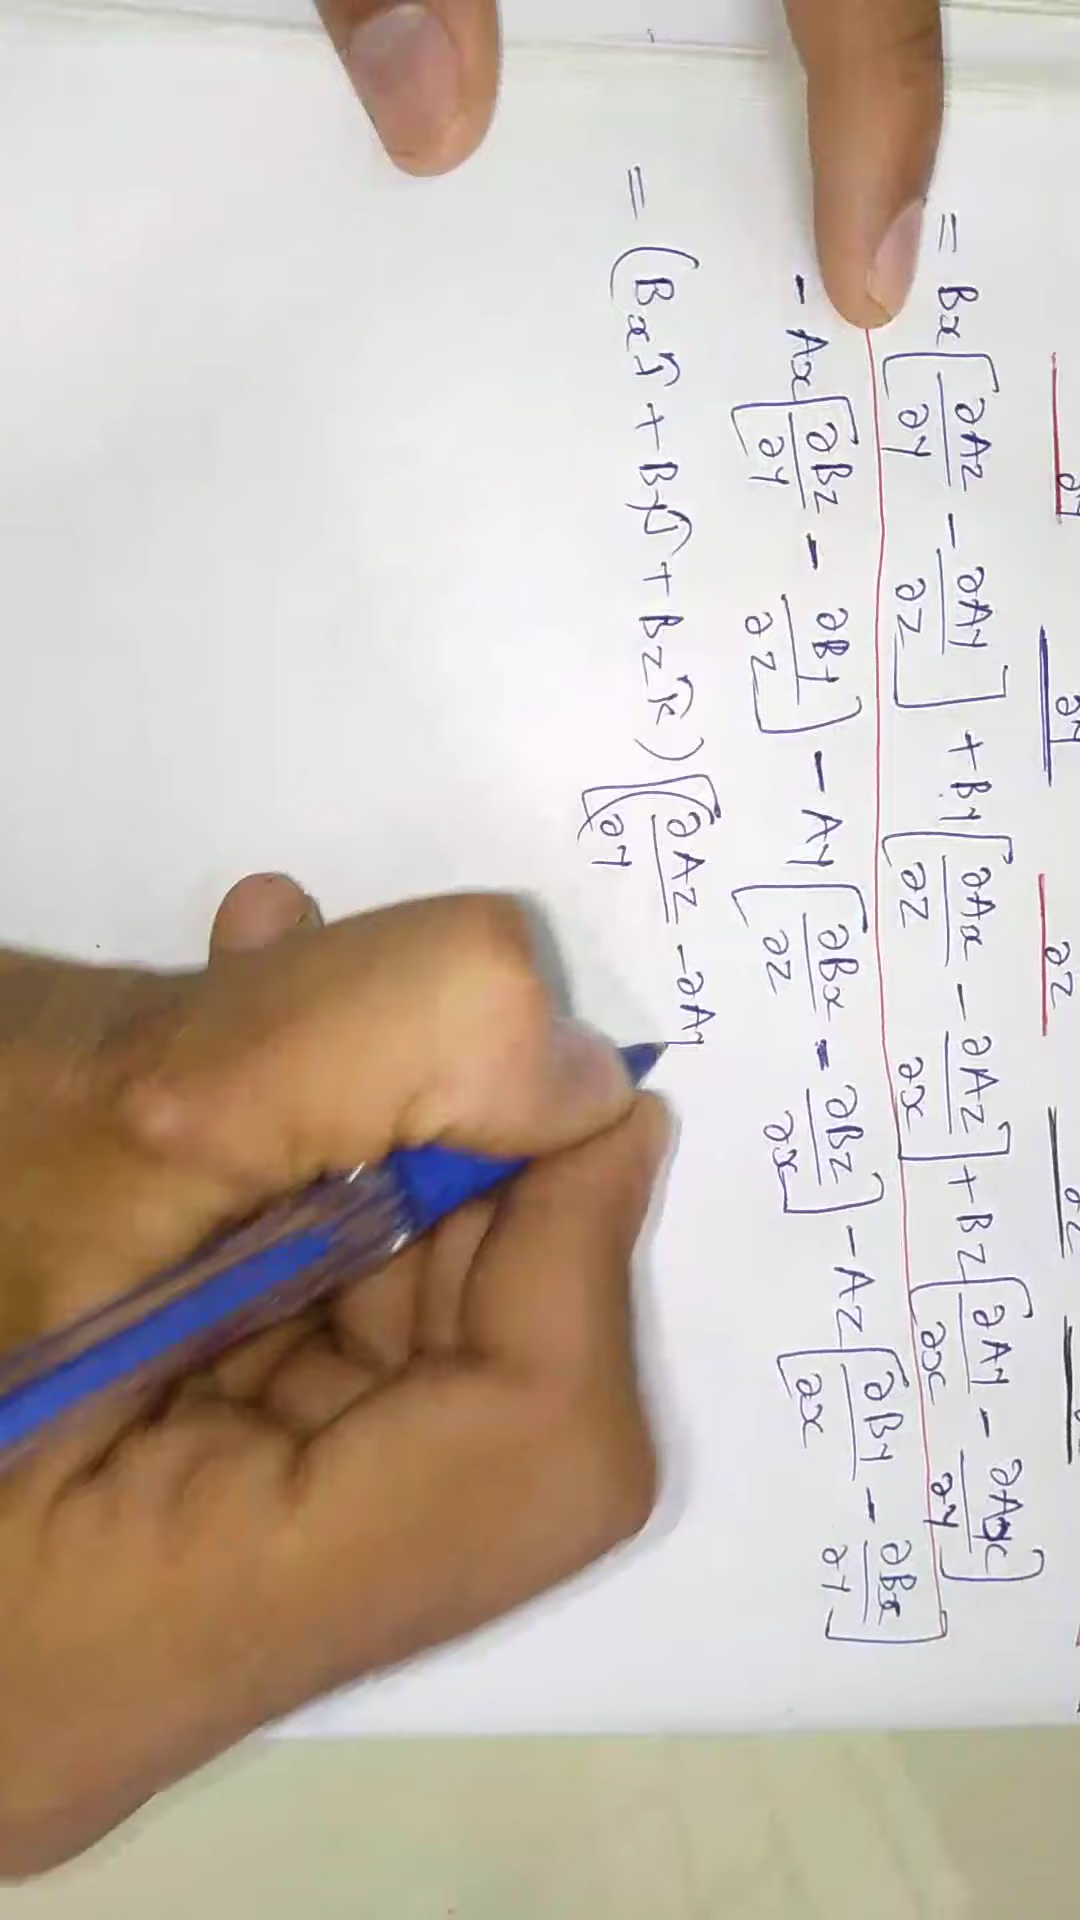 ∂y ∂y ∂z ∂z
= Bx [∂Az/∂y - ∂Ay/∂z] + By [∂Ax/∂z - ∂Az/∂x] + Bz [∂Ay/∂x - ∂Ax/∂y]
- Ax [∂Bz/∂y - ∂By/∂z] - Ay [∂Bx/∂z - ∂Bz/∂x] - Az [∂By/∂x - ∂Bx/∂y]
= (Bx î + By ĵ + Bz k̂) [(∂Az/∂y - ∂Ay